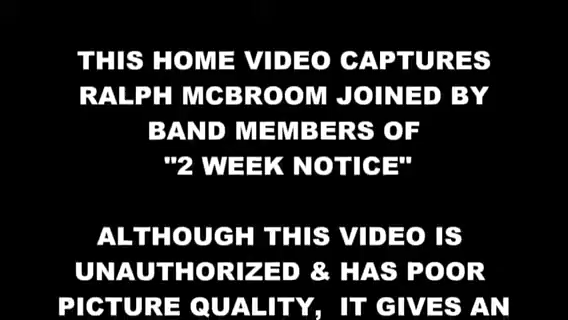 THIS HOME VIDEO CAPTURES
RALPH MCBROOM JOINED BY
BAND MEMBERS OF
"2 WEEK NOTICE"
ALTHOUGH THIS VIDEO IS
UNAUTHORIZED & HAS POOR
PICTURE QUALITY, IT GIVES AN